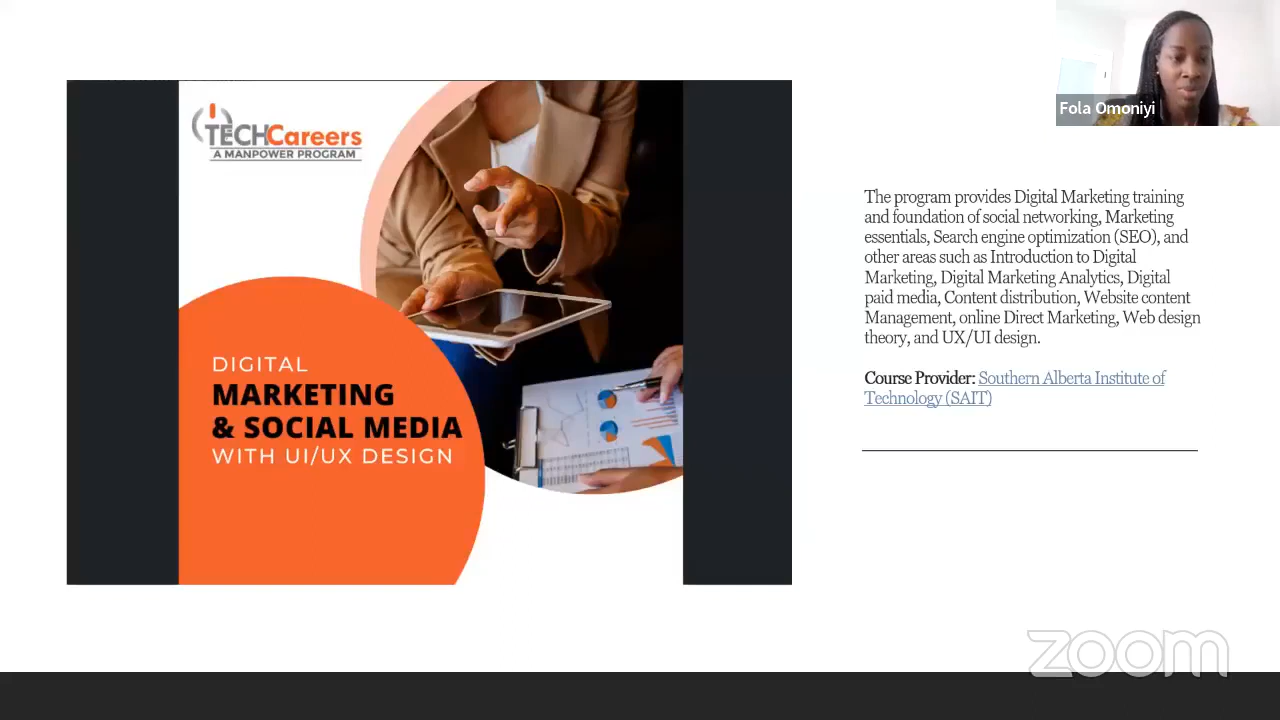 TECHCareers
A MANPOWER PROGRAM
DIGITAL
MARKETING
& SOCIAL MEDIA
WITH UI/UX DESIGN
Fola Omoniyi
The program provides Digital Marketing training
and foundation of social networking, Marketing
essentials, Search engine optimization (SEO), and
other areas such as Introduction to Digital
Marketing, Digital Marketing Analytics, Digital
paid media, Content distribution, Website content
Management, online Direct Marketing, Web design
theory, and UX/UI design.
Course Provider: Southern Alberta Institute of
Technology (SAIT)
zoom